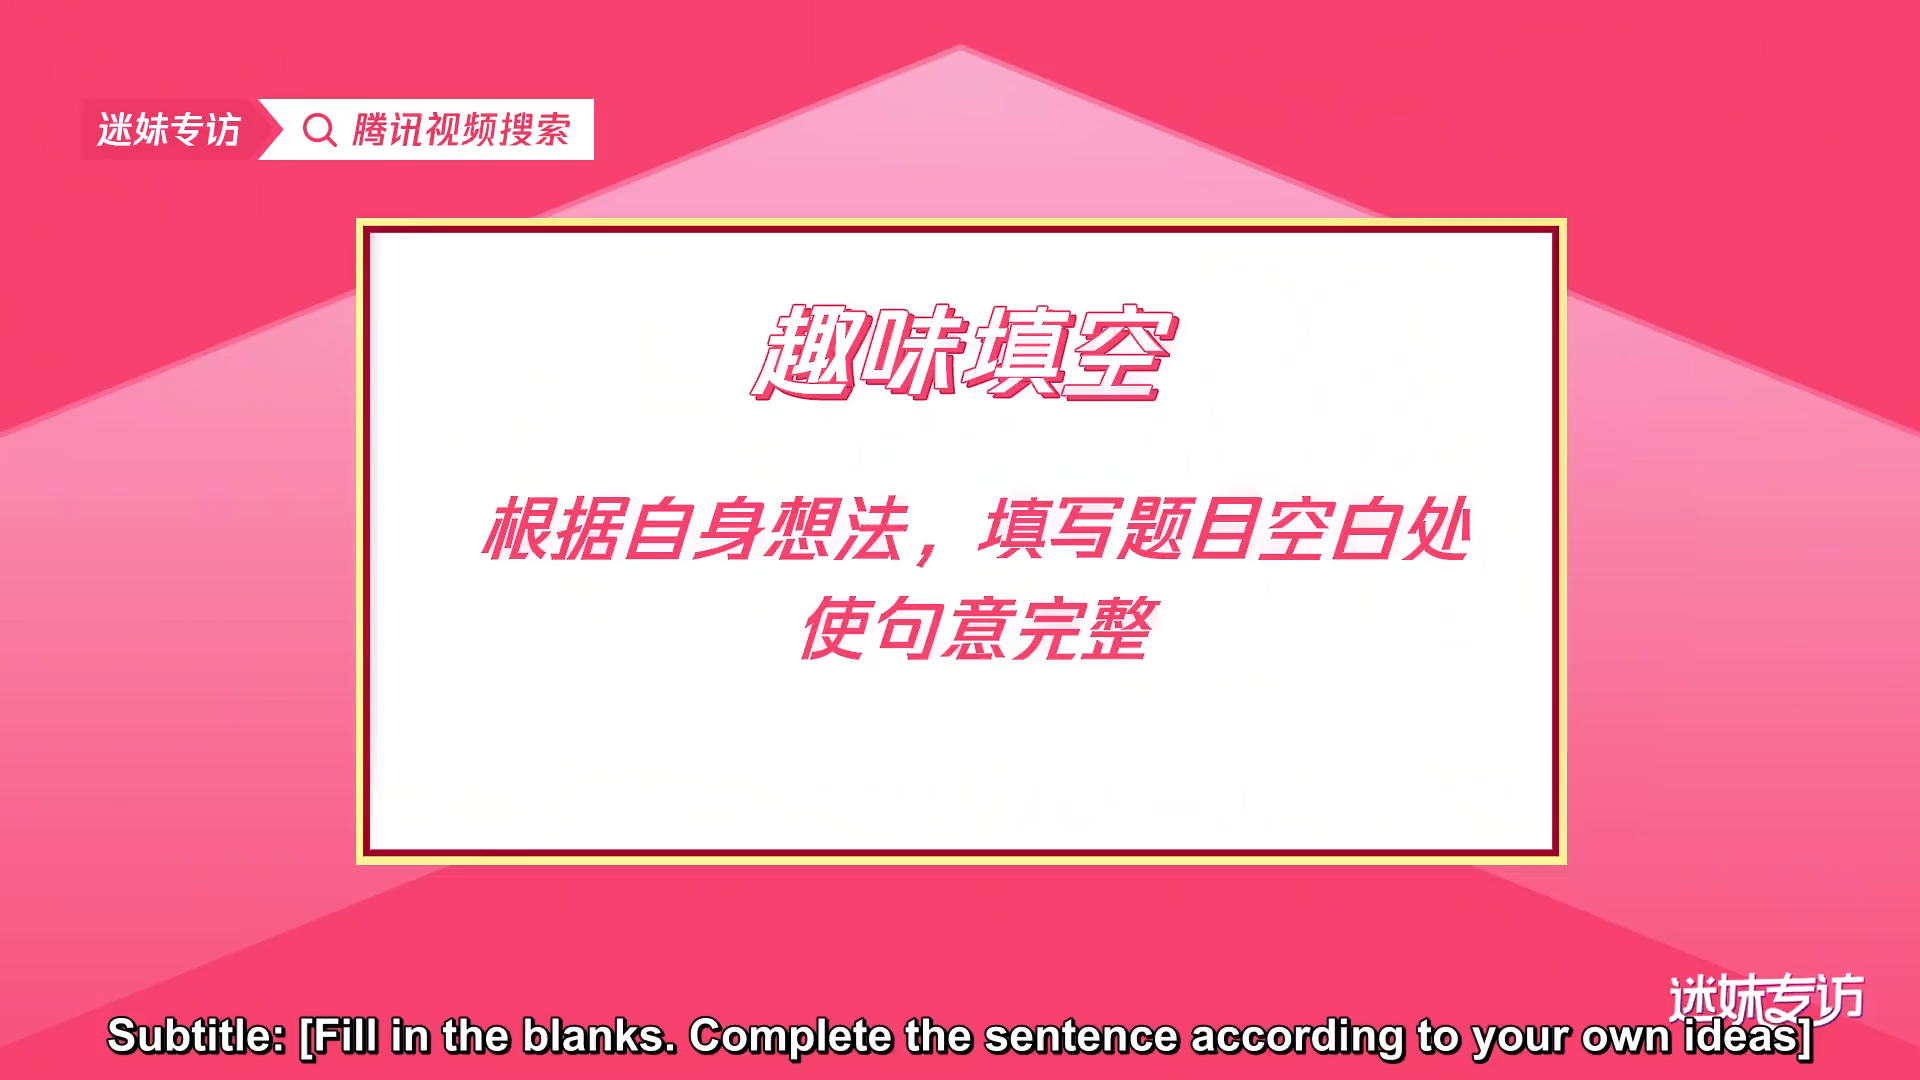 迷妹专访 腾讯视频搜索
趣味填空
根据自身想法，填写题目空白处
使句意完整
迷妹专访
Subtitle: [Fill in the blanks. Complete the sentence according to your own ideas]